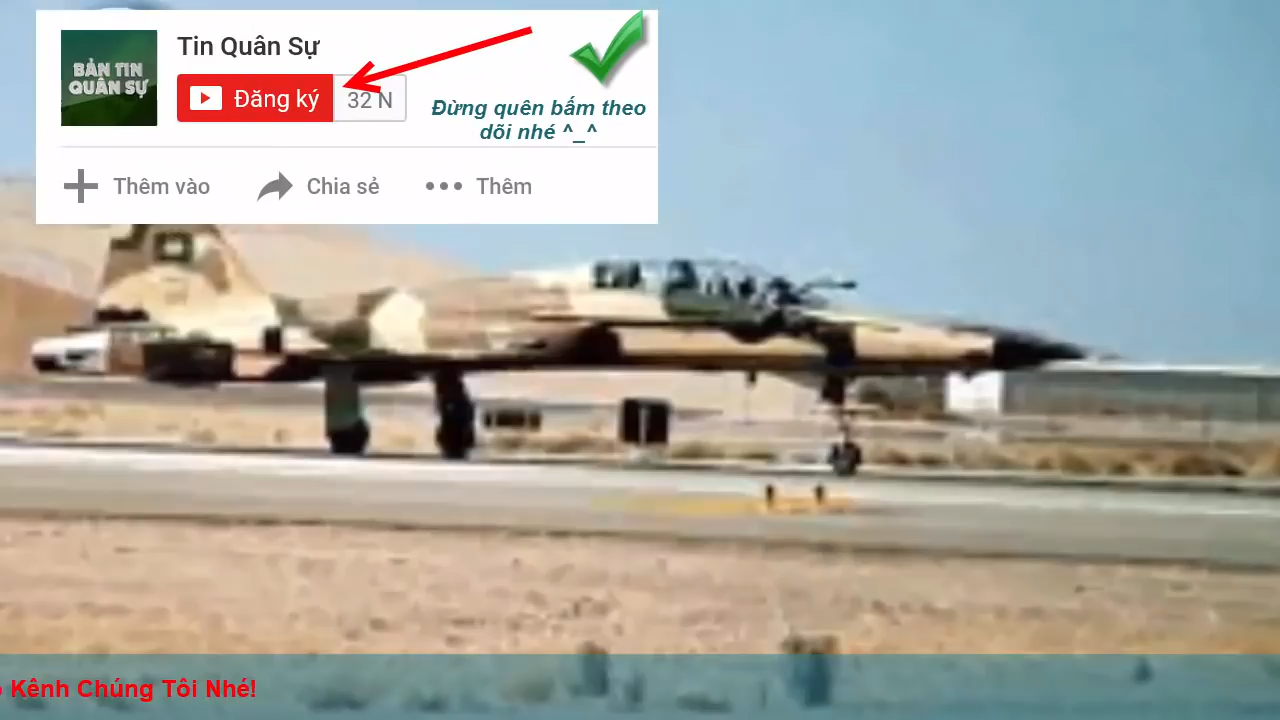 BẢN TIN
QUÂN SỰ
Tin Quân Sự
Đăng ký
32 N
Đừng quên bấm theo
dõi nhé ^_^
Thêm vào
Chia sẻ
Thêm
Kênh Chúng Tôi Nhé!